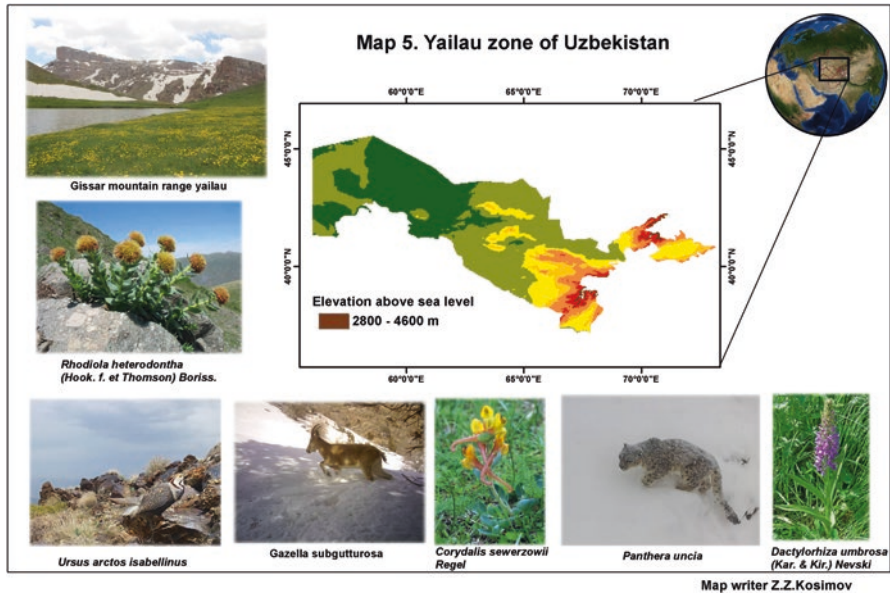 Map 5. Yailau zone of Uzbekistan
Gissar mountain range yailau
60°0'0"E
65°0'0"E
70°0'0"E
45°0'0"N
45°0'0"N
40°0'0"N
40°0'0"N
Elevation above sea level
2800 - 4600 m
60°0'0"E
65°0'0"E
70°0'0"E
Rhodiola heterodontha
(Hook. f. et Thomson) Boriss.
Ursus arctos isabellinus
Gazella subgutturosa
Corydalis sewerzowii
Regel
Panthera uncia
Dactylorhiza umbrosa
(Kar. & Kir.) Nevski
Map writer Z.Z.Kosimov